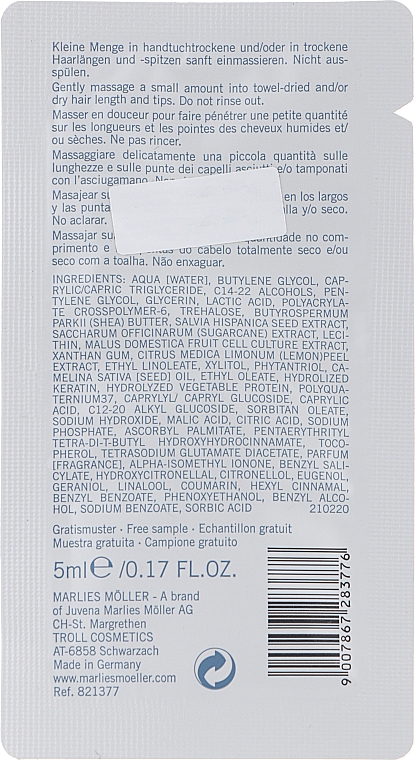 Kleine Menge in handtuchtrockene und/oder in trockene
Haarlängen und -spitzen sanft einmassieren. Nicht aus-
spülen.
Gently massage a small amount into towel-dried and/or
dry hair length and tips. Do not rinse out.
Masser en douceur pour faire pénétrer une petite quantité
sur les longueurs et les pointes des cheveux humides et/
ou sèches. Ne pas rincer.
Massaggiare delicatamente una piccola quantità sulle
lunghezze e sulle punte dei capelli asciutti e/o tamponati
con l'asciugamano.
Masajear en los largos
y las y/o seco.
No aclarar.
Massajar quantidade no com-
primento e do cabelo totalmente seco e/ou
seco com a toalha. Não enxaguar.
INGREDIENTS: AQUA [WATER], BUTYLENE GLYCOL, CAP-
RYLIC/CAPRIC TRIGLYCERIDE, C14-22 ALCOHOLS, PEN-
TYLENE GLYCOL, GLYCERIN, LACTIC ACID, POLYACRYLA-
TE CROSSPOLYMER-6, TREHALOSE, BUTYROSPERMUM
PARKII (SHEA) BUTTER, SALVIA HISPANICA SEED EXTRACT,
SACCHARUM OFFICINARUM (SUGARCANE) EXTRACT, LECI-
THIN, MALUS DOMESTICA FRUIT CELL CULTURE EXTRACT,
XANTHAN GUM, CITRUS MEDICA LIMONUM (LEMON)PEEL
EXTRACT, ETHYL LINOLEATE, XYLITOL, PHYTANTRIOL, CA-
MELINA SATIVA [SEED] OIL, ETHYL OLEATE, HYDROLYZED
KERATIN, HYDROLYZED VEGETABLE PROTEIN, POLYQUA-
TERNIUM37, CAPRYLYL/ CAPRYL GLUCOSIDE, CAPRYLIC
ACID, C12-20 ALKYL GLUCOSIDE, SORBITAN OLEATE,
SODIUM HYDROXIDE, MALIC ACID, CITRIC ACID, SODIUM
PHOSPHATE, ASCORBYL PALMITATE, PENTAERYTHRITYL
TETRA-DI-T-BUTYL HYDROXYHYDROCINNAMATE, TOCO-
PHEROL, TETRASODIUM GLUTAMATE DIACETATE, PARFUM
[FRAGRANCE], ALPHA-ISOMETHYL IONONE, BENZYL SALI-
CYLATE, HYDROXYCITRONELLAL, CITRONELLOL, EUGENOL,
GERANIOL, LINALOOL, COUMARIN, HEXYL CINNAMAL,
BENZYL BENZOATE, PHENOXYETHANOL, BENZYL ALCO-
HOL, SODIUM BENZOATE, SORBIC ACID 210220
Gratismuster · Free sample · Echantillon gratuit
Muestra gratuita · Campione gratuito
5ml℮/0.17 FL.OZ.
MARLIES MÖLLER - A brand
of Juvena Marlies Möller AG
CH-St. Margrethen
TROLL COSMETICS
AT-6858 Schwarzach
Made in Germany
www.marliesmoeller.com
Ref. 821377
9 007867 283776